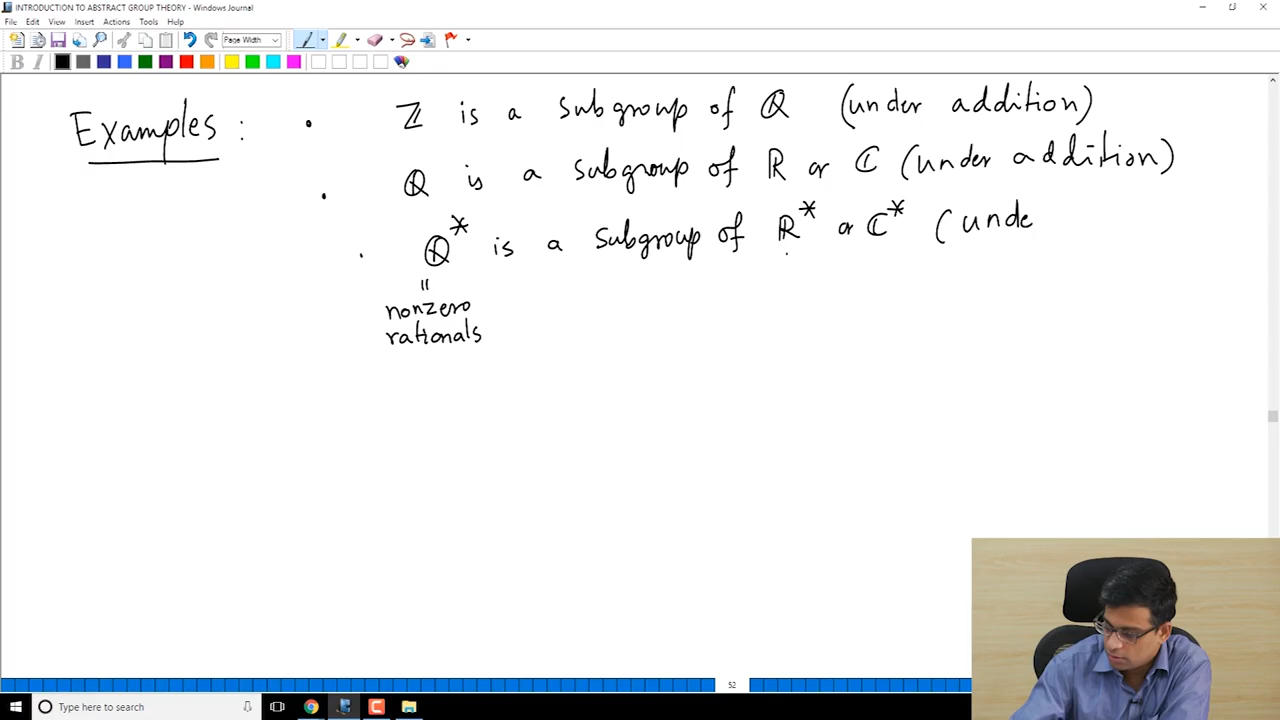 INTRODUCTION TO ABSTRACT GROUP THEORY - Windows Journal
File Edit View Insert Actions Tools Help
Page Width
B I
Examples : • ℤ is a subgroup of ℚ (under addition)
• ℚ is a subgroup of ℝ or ℂ (under addition)
• ℚ* is a subgroup of ℝ* or ℂ* (unde
"
nonzero
rationals
52
Type here to search